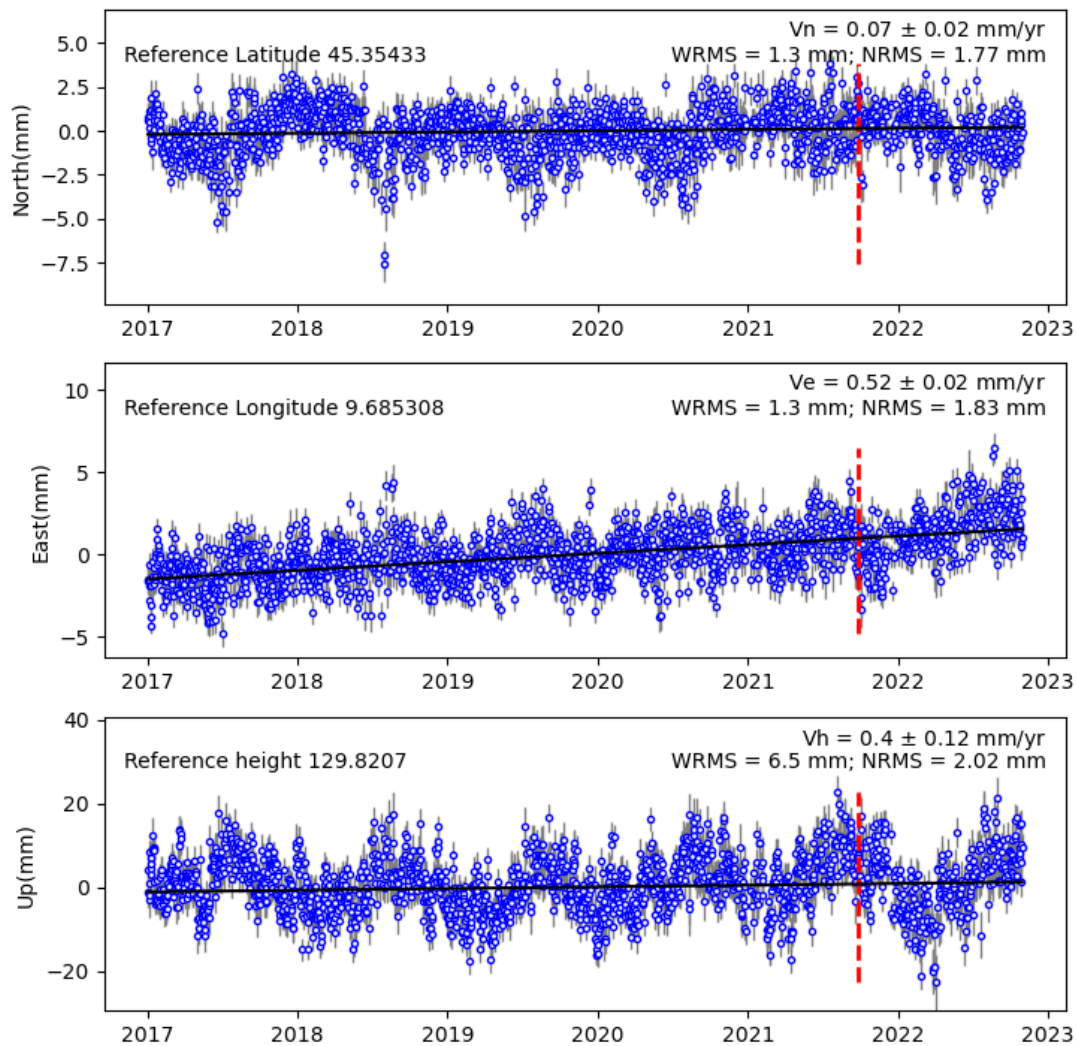 Vn = 0.07 ± 0.02 mm/yr
Reference Latitude 45.35433
WRMS = 1.3 mm; NRMS = 1.77 mm
5.0
2.5
0.0
−2.5
−5.0
−7.5
North(mm)
2017 2018 2019 2020 2021 2022 2023
Ve = 0.52 ± 0.02 mm/yr
Reference Longitude 9.685308
WRMS = 1.3 mm; NRMS = 1.83 mm
10
5
0
−5
East(mm)
2017 2018 2019 2020 2021 2022 2023
Vh = 0.4 ± 0.12 mm/yr
Reference height 129.8207
WRMS = 6.5 mm; NRMS = 2.02 mm
40
20
0
−20
Up(mm)
2017 2018 2019 2020 2021 2022 2023